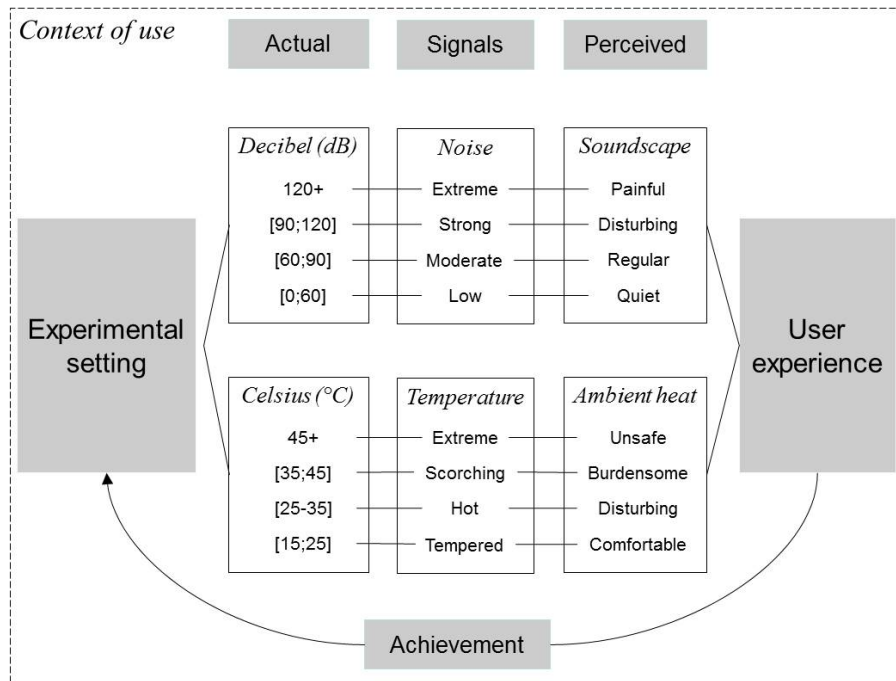 Context of use
Actual Signals Perceived
Decibel (dB) Noise Soundscape
120+ Extreme Painful
[90;120] Strong Disturbing
[60;90] Moderate Regular
[0;60] Low Quiet
Experimental
setting
User
experience
Celsius (°C) Temperature Ambient heat
45+ Extreme Unsafe
[35;45] Scorching Burdensome
[25-35] Hot Disturbing
[15;25] Tempered Comfortable
Achievement